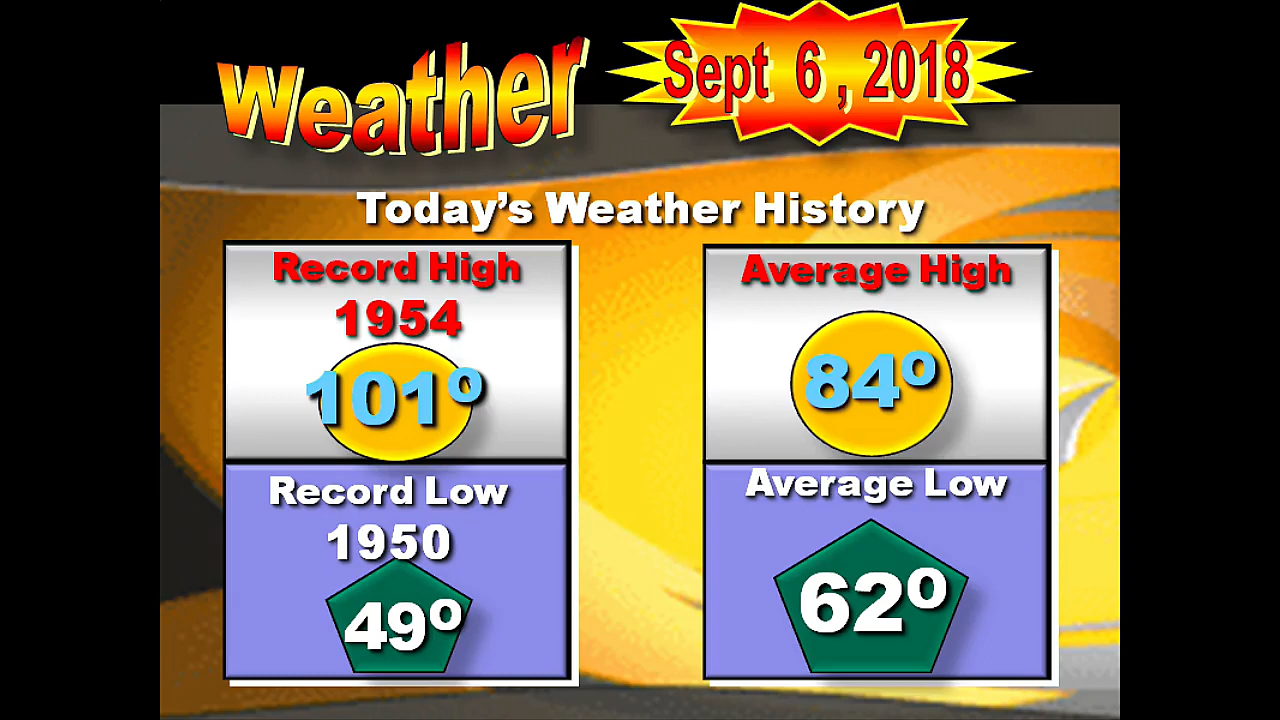 Weather
Sept 6 , 2018
Today's Weather History
Record High
1954
101º
Average High
84º
Record Low
1950
49º
Average Low
62º